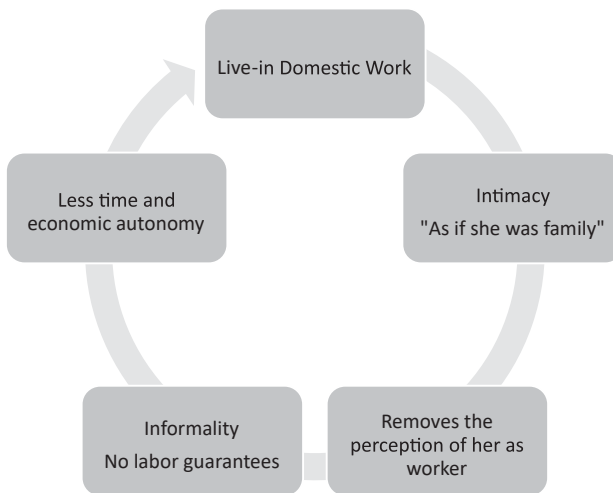 Live-in Domestic Work
Intimacy
"As if she was family"
Removes the
perception of her as
worker
Informality
No labor guarantees
Less time and
economic autonomy